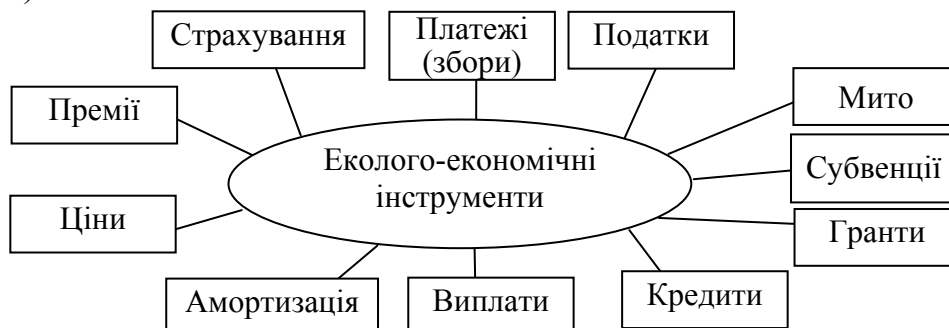 )
Страхування
Платежі
(збори)
Податки
Премії
Мито
Еколого-економічні
інструменти
Субвенції
Ціни
Гранти
Амортизація
Виплати
Кредити